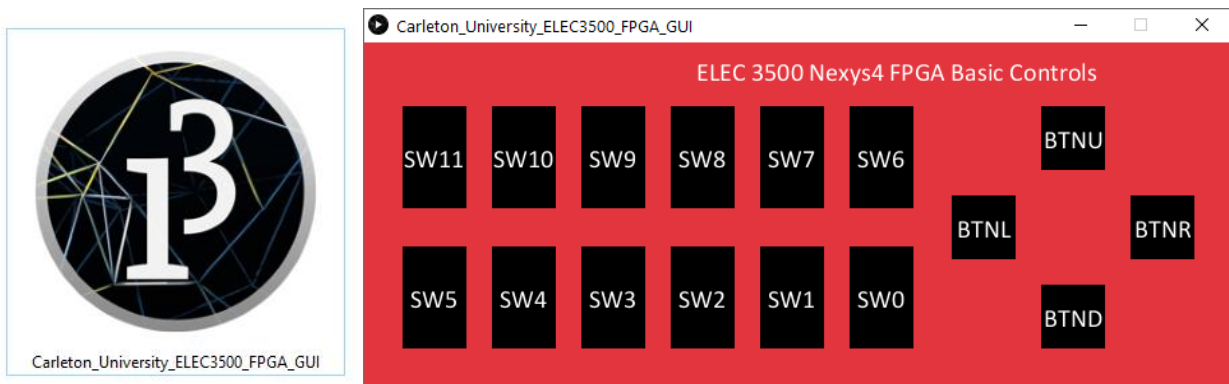 13
Carleton_University_ELEC3500_FPGA_GUI
Carleton_University_ELEC3500_FPGA_GUI
ELEC 3500 Nexys4 FPGA Basic Controls
SW11 SW10 SW9 SW8 SW7 SW6
BTNU
BTNL BTNR
SW5 SW4 SW3 SW2 SW1 SW0
BTND